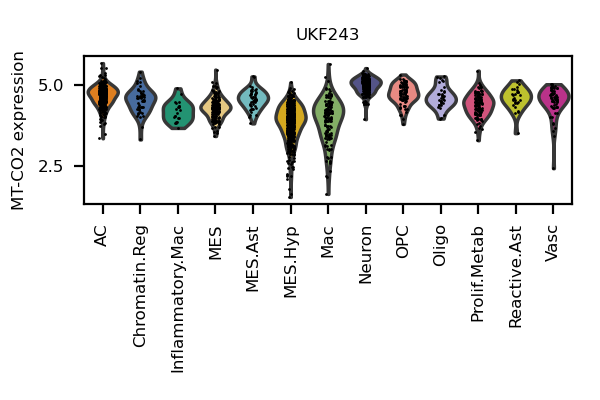 UKF243
MT-CO2 expression
5.0
2.5
AC
Chromatin.Reg
Inflammatory.Mac
MES
MES.Ast
MES.Hyp
Mac
Neuron
OPC
Oligo
Prolif.Metab
Reactive.Ast
Vasc